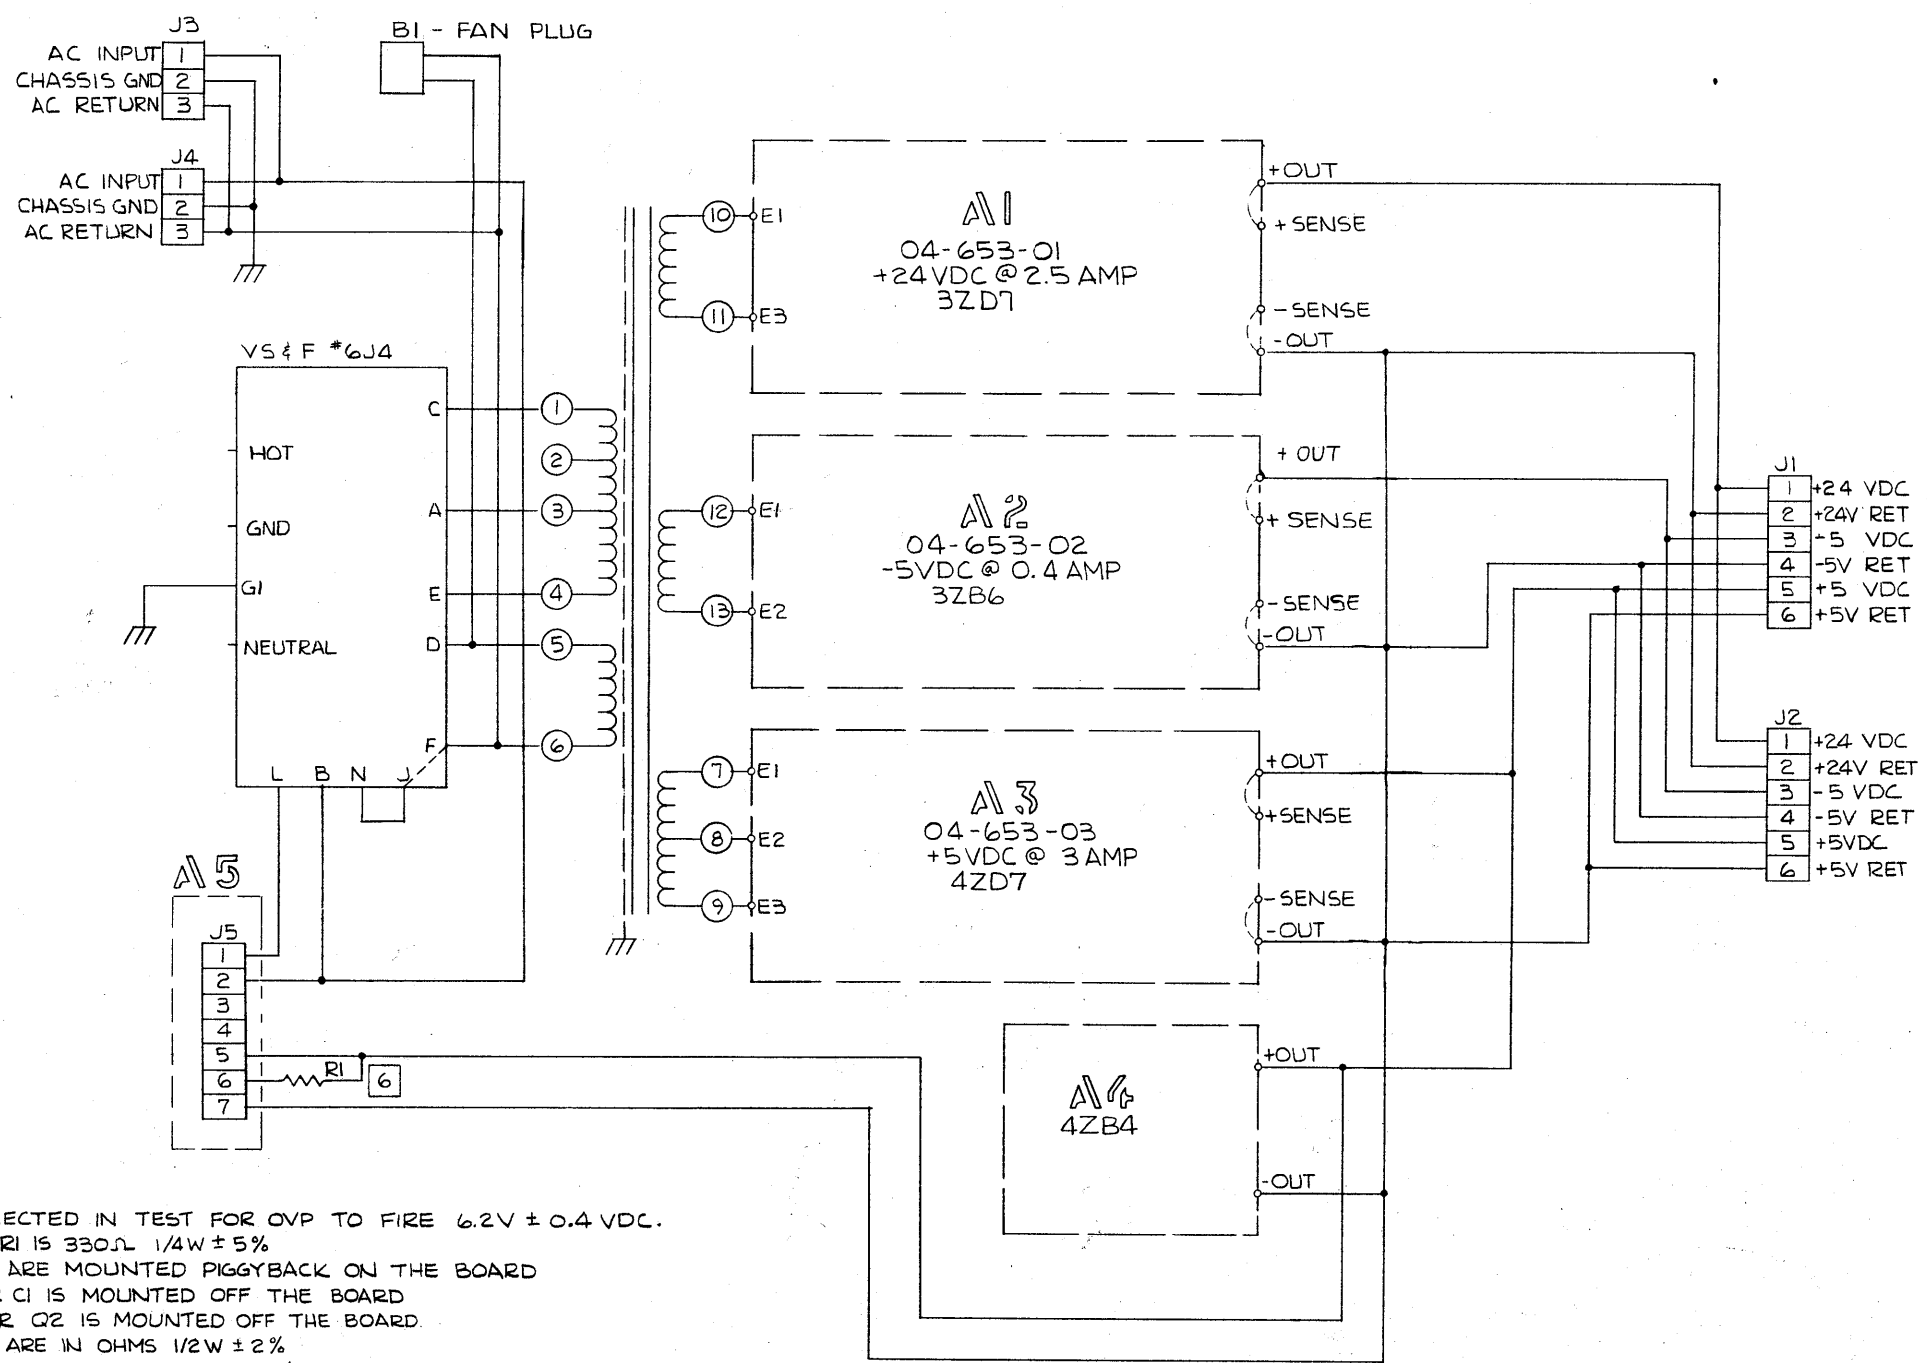 J3
AC INPUT 1
CHASSIS GND 2
AC RETURN 3
B1 - FAN PLUG
J4
AC INPUT 1
CHASSIS GND 2
AC RETURN 3
VS & F #6J4
C
HOT
A
GND
G1
E
NEUTRAL
D
F
L B N J
1
2
3
4
5
6
10
11
12
13
7
8
9
E1
E3
A1
04-653-01
+24VDC @ 2.5 AMP
3ZD7
+OUT
+SENSE
-SENSE
-OUT
E1
E2
A2
04-653-02
-5VDC @ 0.4 AMP
3ZB6
+ OUT
+ SENSE
-SENSE
-OUT
E1
E2
E3
A3
04-653-03
+5VDC @ 3 AMP
4ZD7
+OUT
+SENSE
-SENSE
-OUT
A4
4ZB4
+OUT
-OUT
J1
1 +24 VDC
2 +24V RET
3 -5 VDC
4 -5V RET
5 +5 VDC
6 +5V RET
J2
1 +24 VDC
2 +24V RET
3 -5 VDC
4 -5V RET
5 +5VDC
6 +5V RET
A5
J5
1
2
3
4
5
6
7
R1
6
ECTED IN TEST FOR OVP TO FIRE 6.2V ± 0.4 VDC.
R1 IS 330Ω 1/4W ± 5%
ARE MOUNTED PIGGYBACK ON THE BOARD
C1 IS MOUNTED OFF THE BOARD
R Q2 IS MOUNTED OFF THE BOARD.
ARE IN OHMS 1/2W ± 2%